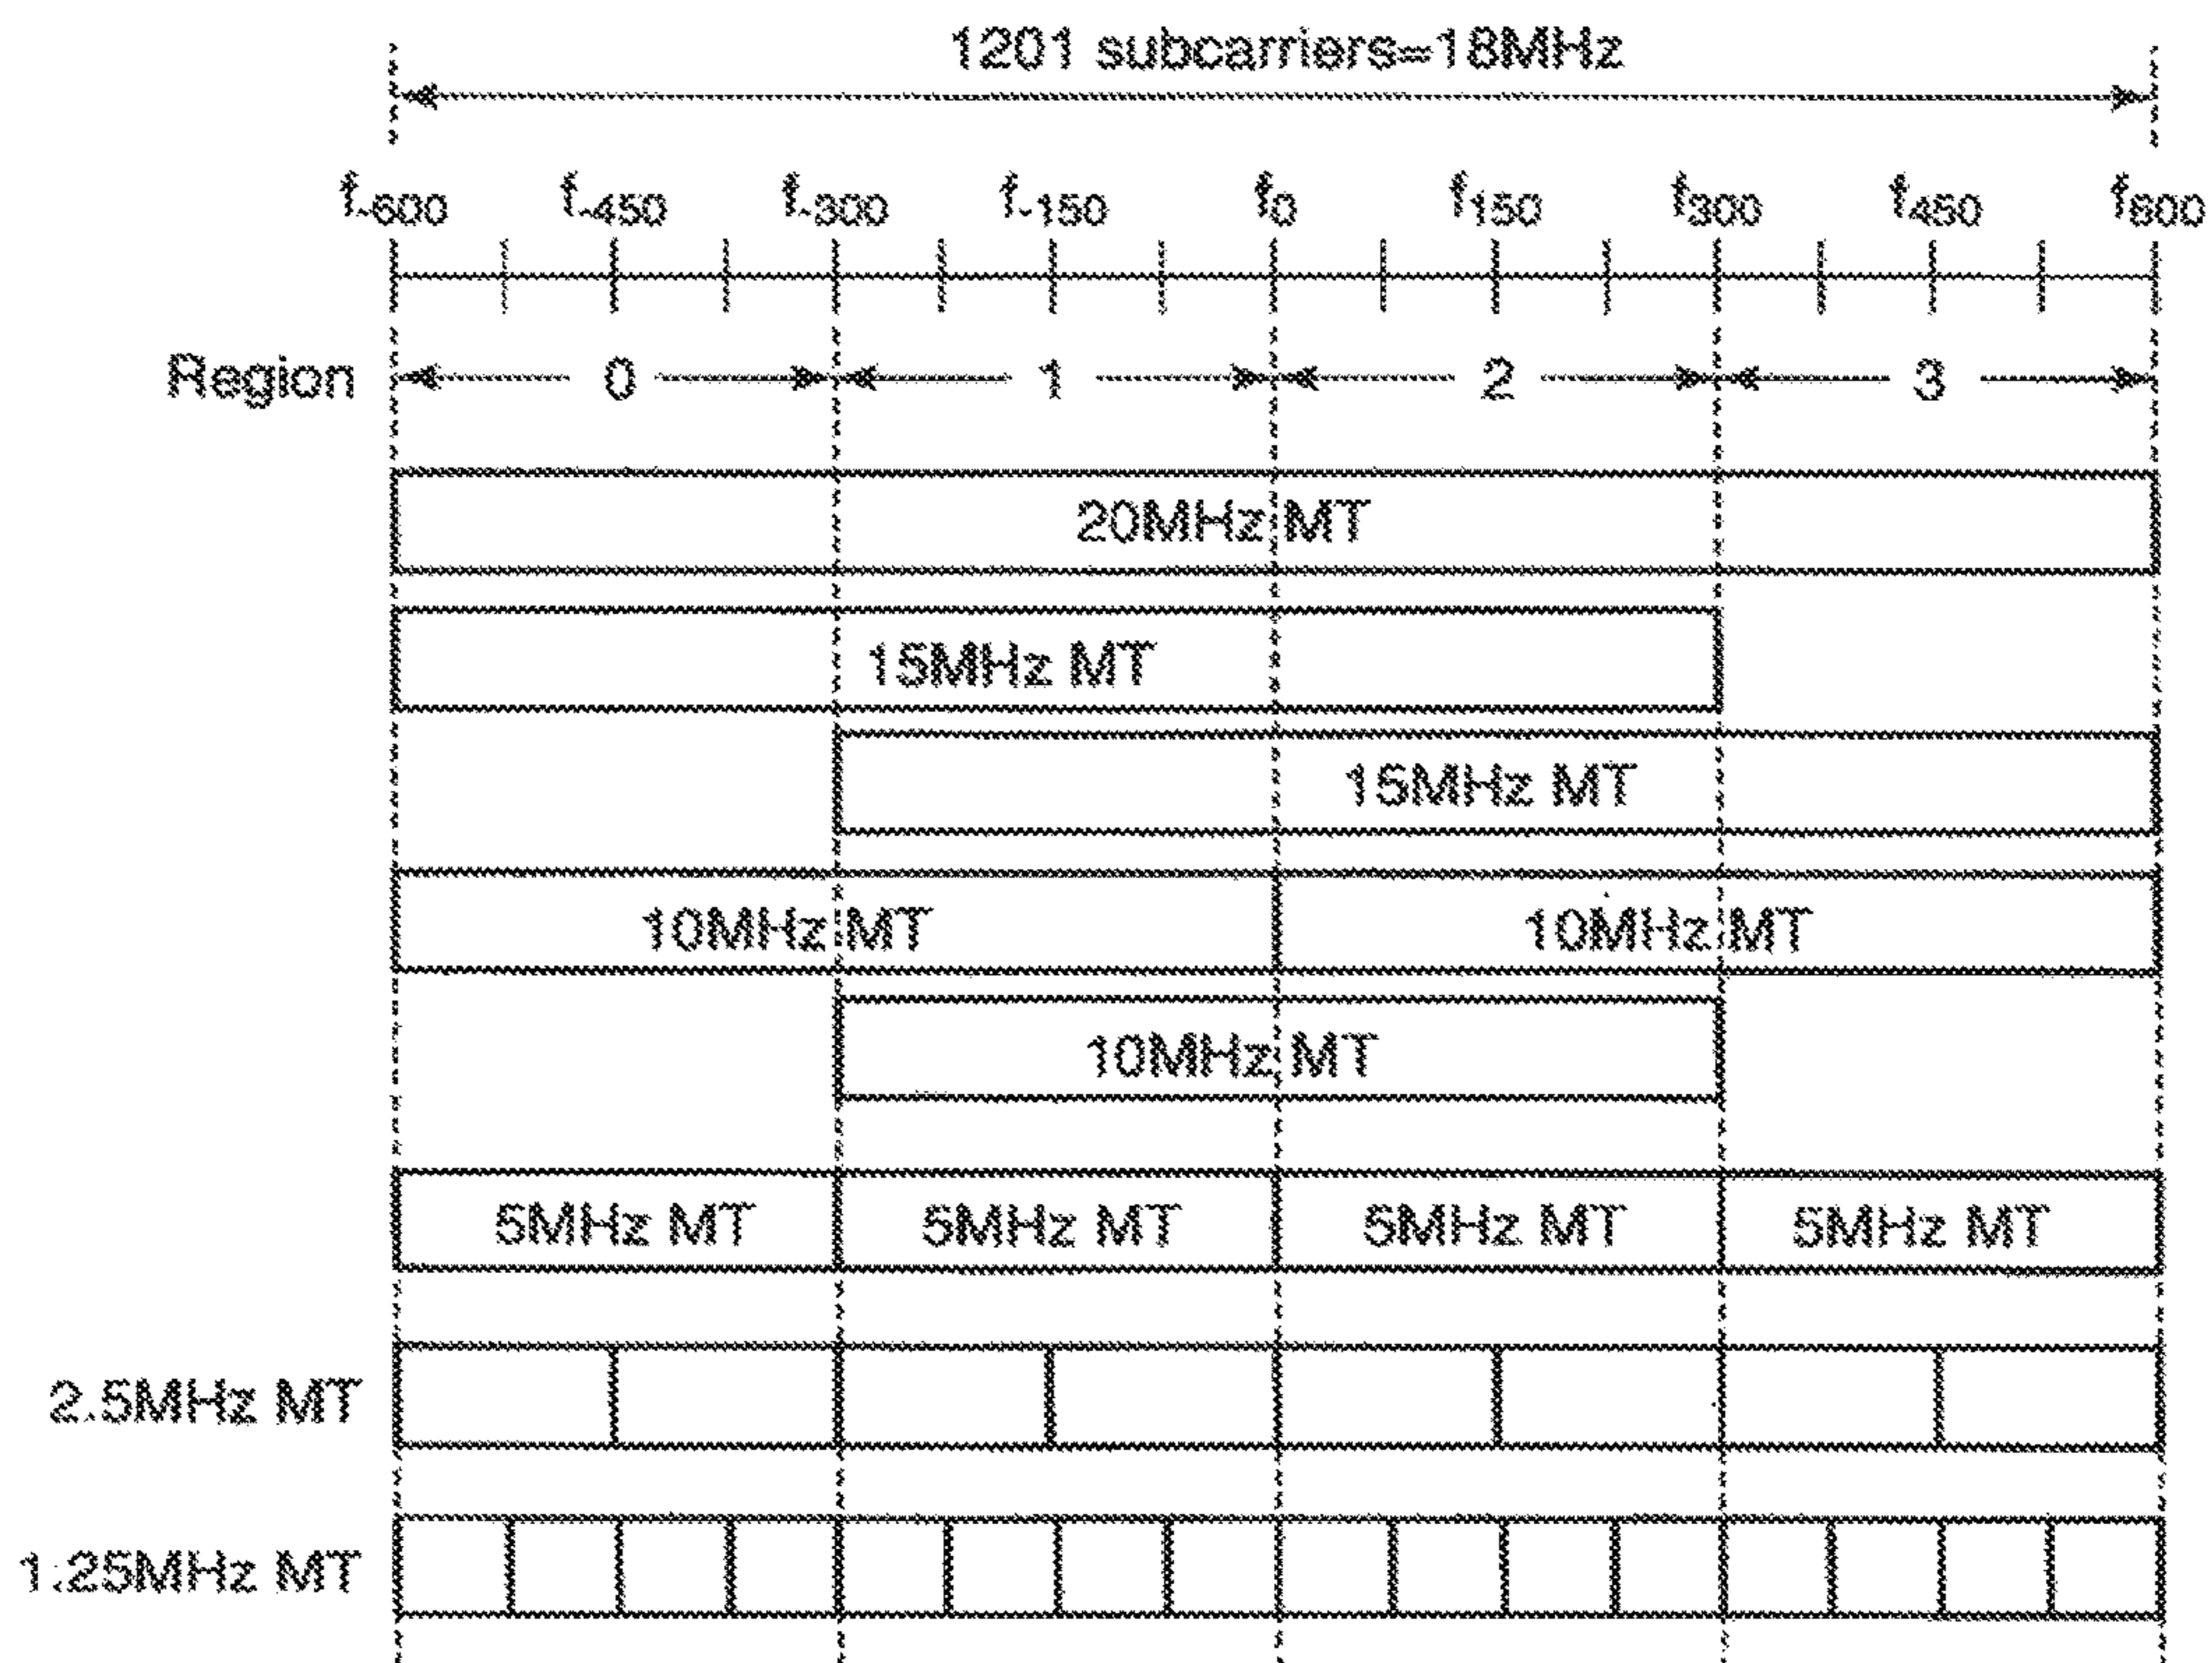 1201 subcarriers=18MHz
f-600 f-450 f-300 f-150 f0 f150 f300 f450 f600
Region 0 1 2 3
20MHz MT
15MHz MT
15MHz MT
10MHz MT 10MHz MT
10MHz MT
5MHz MT 5MHz MT 5MHz MT 5MHz MT
2.5MHz MT
1.25MHz MT